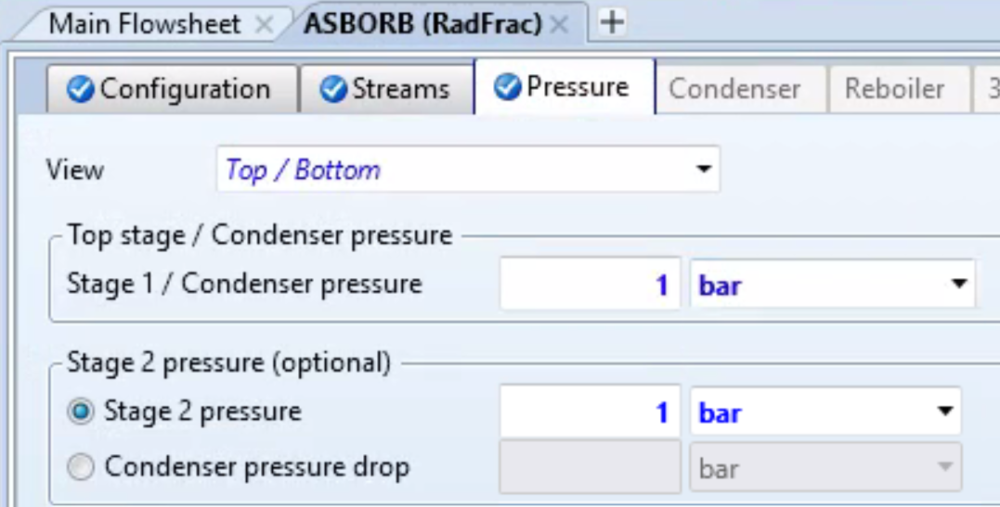 Main Flowsheet × ASBORB (RadFrac) × +
Configuration Streams Pressure Condenser Reboiler 3
View Top / Bottom
Top stage / Condenser pressure
Stage 1 / Condenser pressure 1 bar
Stage 2 pressure (optional)
Stage 2 pressure 1 bar
Condenser pressure drop bar